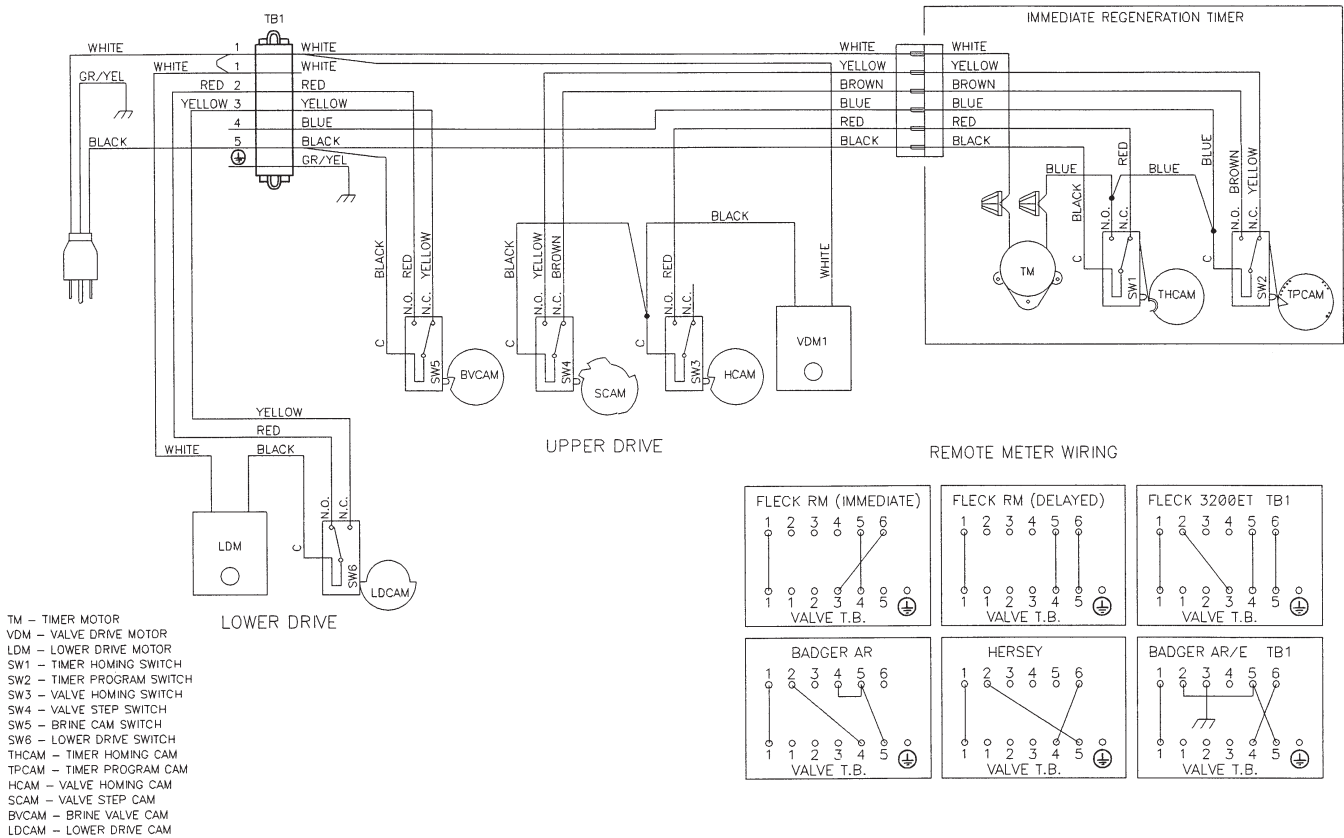 TB1
IMMEDIATE REGENERATION TIMER
WHITE 1 WHITE WHITE WHITE
WHITE 1 WHITE YELLOW YELLOW
GR/YEL
RED 2 RED BROWN BROWN
YELLOW 3 YELLOW BLUE BLUE
4 BLUE RED RED
BLACK 5 BLACK BLACK BLACK
GR/YEL
BLUE
RED
BLUE
BLUE
BROWN
YELLOW
BLACK
N.O.
N.C.
N.O.
N.C.
C
C
TM
SW1
THCAM
SW2
TPCAM
BLACK
WHITE
BLACK
RED
YELLOW
BLACK
YELLOW
BROWN
RED
N.O.
N.C.
N.O.
N.C.
N.O.
N.C.
C
C
C
SW5
BVCAM
SW4
SCAM
SW3
HCAM
VDM1
UPPER DRIVE
YELLOW
RED
WHITE BLACK
N.O.
N.C.
C
LDM
SW6
LDCAM
LOWER DRIVE
TM – TIMER MOTOR
VDM – VALVE DRIVE MOTOR
LDM – LOWER DRIVE MOTOR
SW1 – TIMER HOMING SWITCH
SW2 – TIMER PROGRAM SWITCH
SW3 – VALVE HOMING SWITCH
SW4 – VALVE STEP SWITCH
SW5 – BRINE CAM SWITCH
SW6 – LOWER DRIVE SWITCH
THCAM – TIMER HOMING CAM
TPCAM – TIMER PROGRAM CAM
HCAM – VALVE HOMING CAM
SCAM – VALVE STEP CAM
BVCAM – BRINE VALVE CAM
LDCAM – LOWER DRIVE CAM
REMOTE METER WIRING
FLECK RM (IMMEDIATE)
1 2 3 4 5 6
1 1 2 3 4 5
VALVE T.B.
FLECK RM (DELAYED)
1 2 3 4 5 6
1 1 2 3 4 5
VALVE T.B.
FLECK 3200ET TB1
1 2 3 4 5 6
1 1 2 3 4 5
VALVE T.B.
BADGER AR
1 2 3 4 5 6
1 1 2 3 4 5
VALVE T.B.
HERSEY
1 2 3 4 5 6
1 1 2 3 4 5
VALVE T.B.
BADGER AR/E TB1
1 2 3 4 5 6
1 1 2 3 4 5
VALVE T.B.